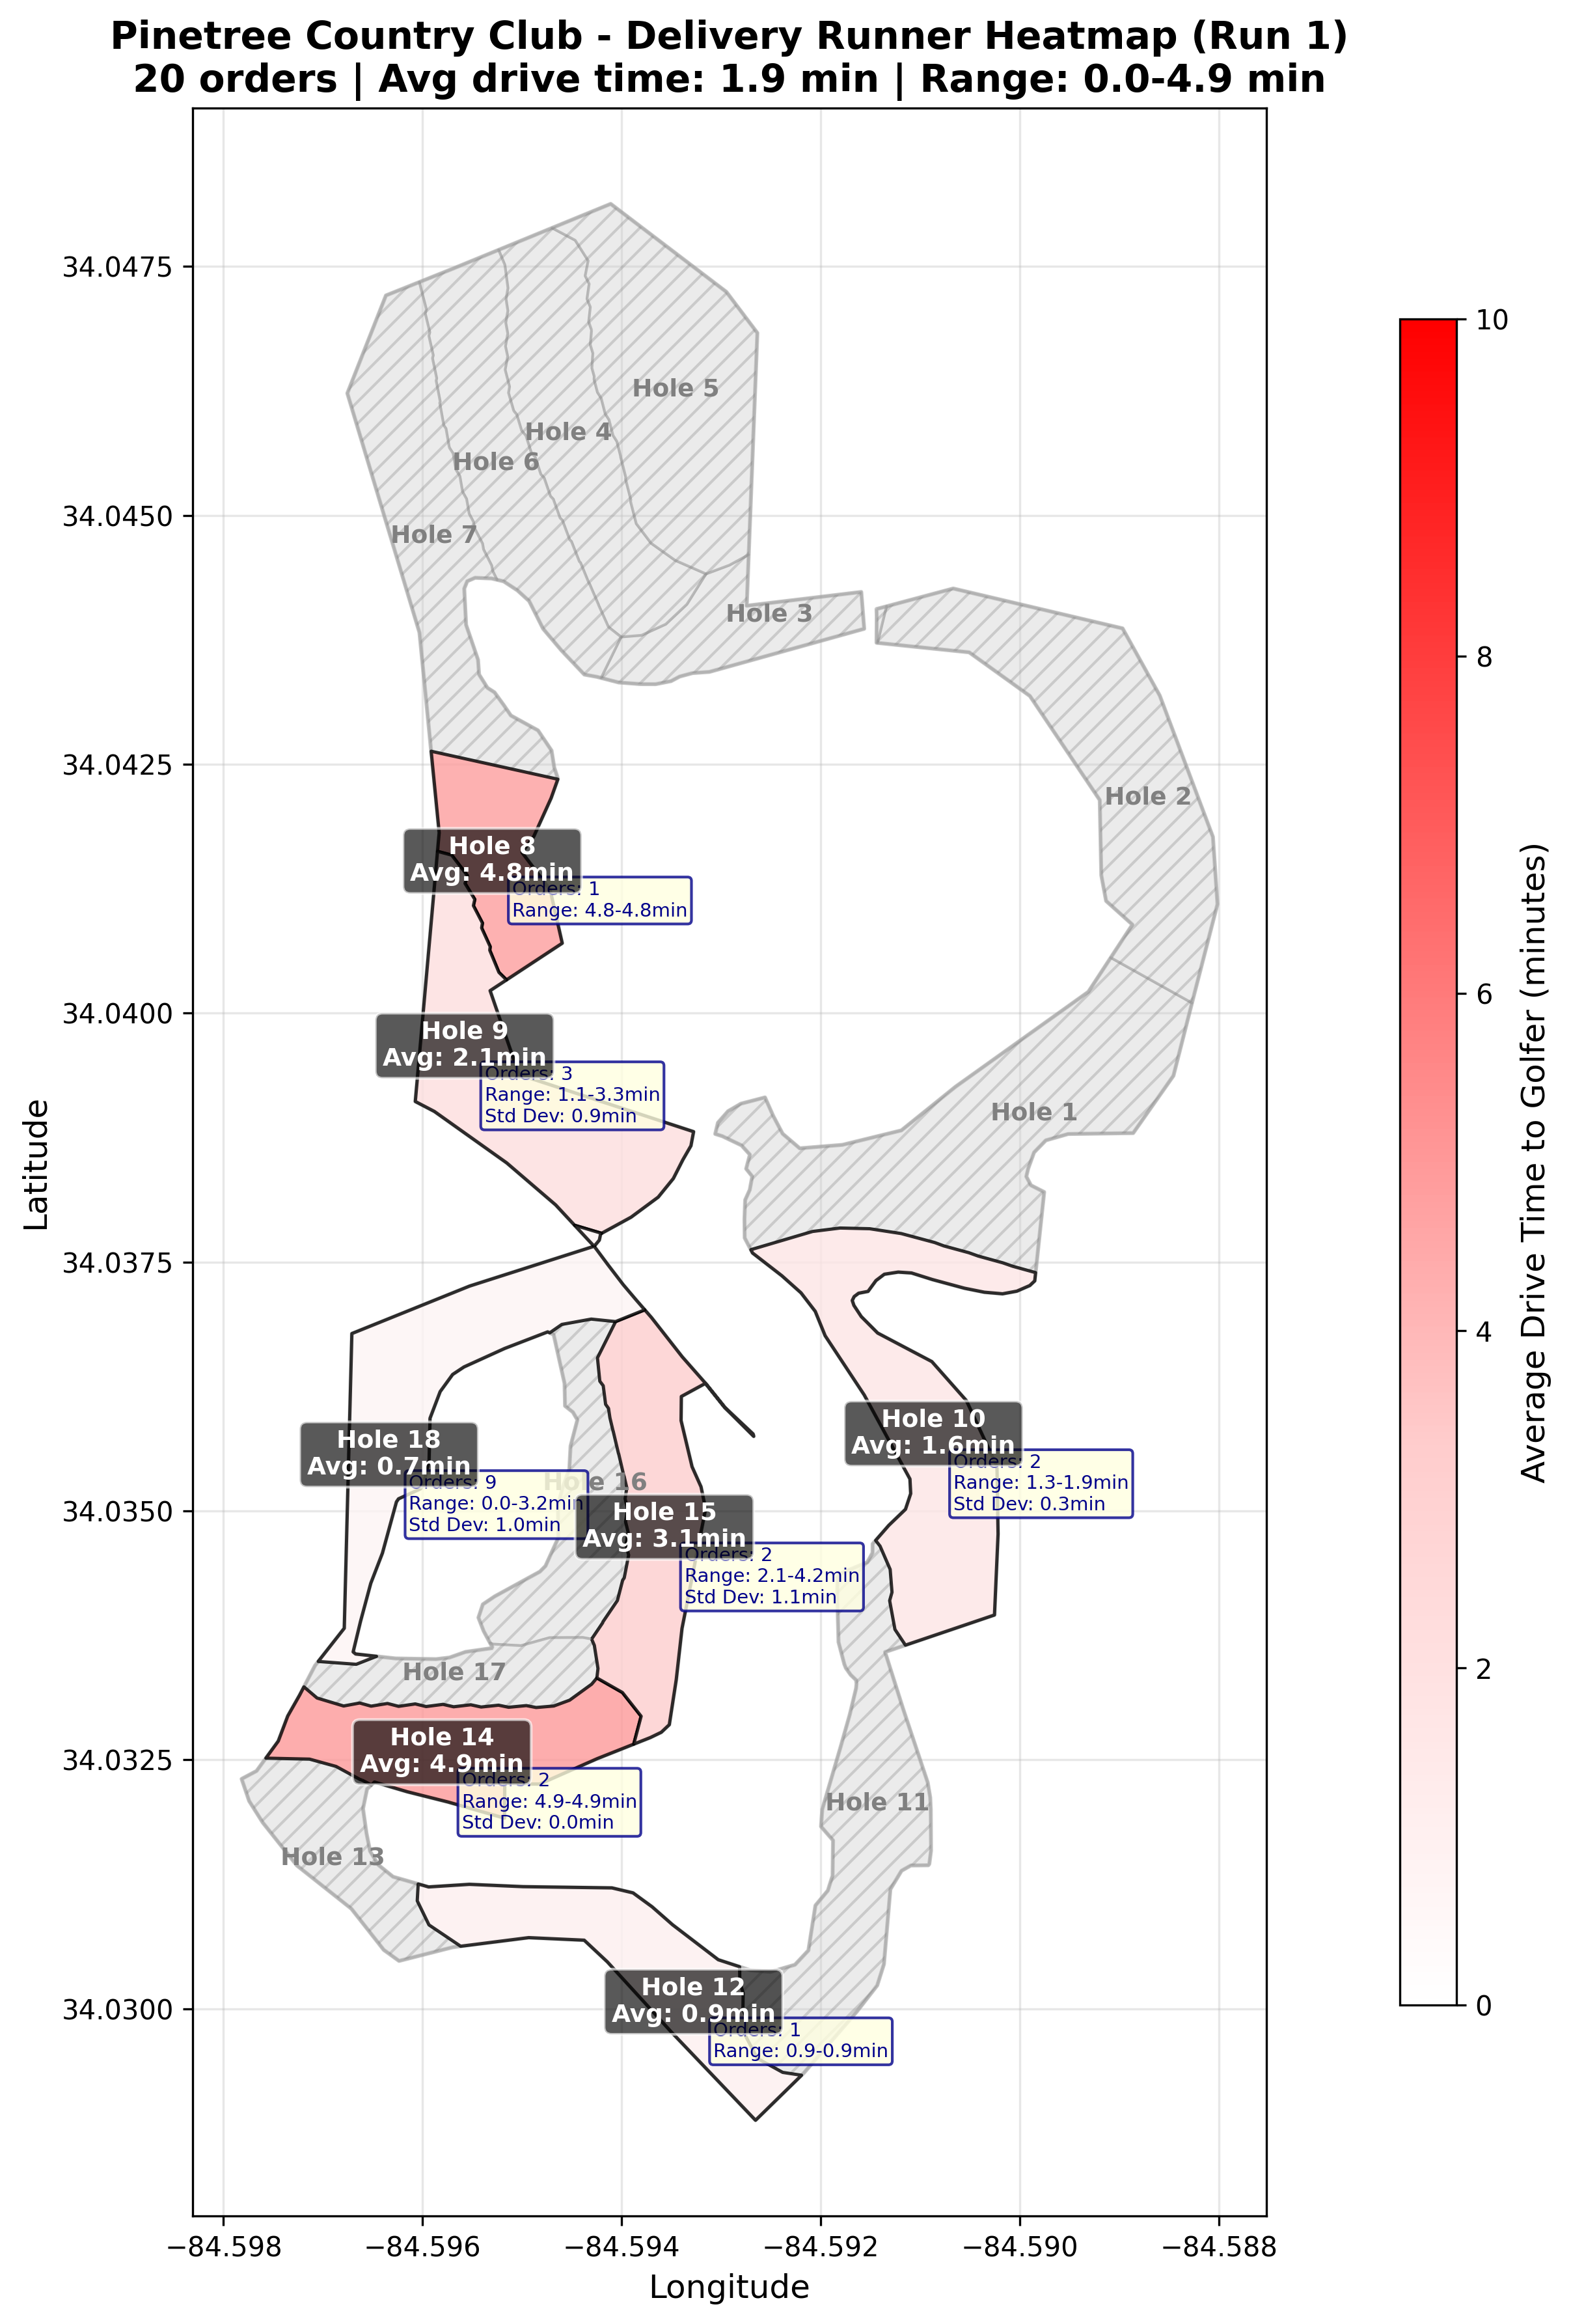 Pinetree Country Club - Delivery Runner Heatmap (Run 1)
20 orders | Avg drive time: 1.9 min | Range: 0.0-4.9 min
Latitude
34.0475
34.0450
34.0425
34.0400
34.0375
34.0350
34.0325
34.0300
Hole 5
Hole 4
Hole 6
Hole 7
Hole 3
Hole 2
Hole 8
Avg: 4.8min
Orders: 1
Range: 4.8-4.8min
Hole 9
Avg: 2.1min
Orders: 3
Range: 1.1-3.3min
Std Dev: 0.9min
Hole 1
Hole 10
Avg: 1.6min
Orders: 2
Range: 1.3-1.9min
Std Dev: 0.3min
Hole 18
Avg: 0.7min
Orders: 9
Range: 0.0-3.2min
Std Dev: 1.0min
Hole 16
Hole 15
Avg: 3.1min
Orders: 2
Range: 2.1-4.2min
Std Dev: 1.1min
Hole 17
Hole 14
Avg: 4.9min
Orders: 2
Range: 4.9-4.9min
Std Dev: 0.0min
Hole 11
Hole 13
Hole 12
Avg: 0.9min
Orders: 1
Range: 0.9-0.9min
−84.598
−84.596
−84.594
−84.592
−84.590
−84.588
Longitude
10
8
6
4
2
0
Average Drive Time to Golfer (minutes)